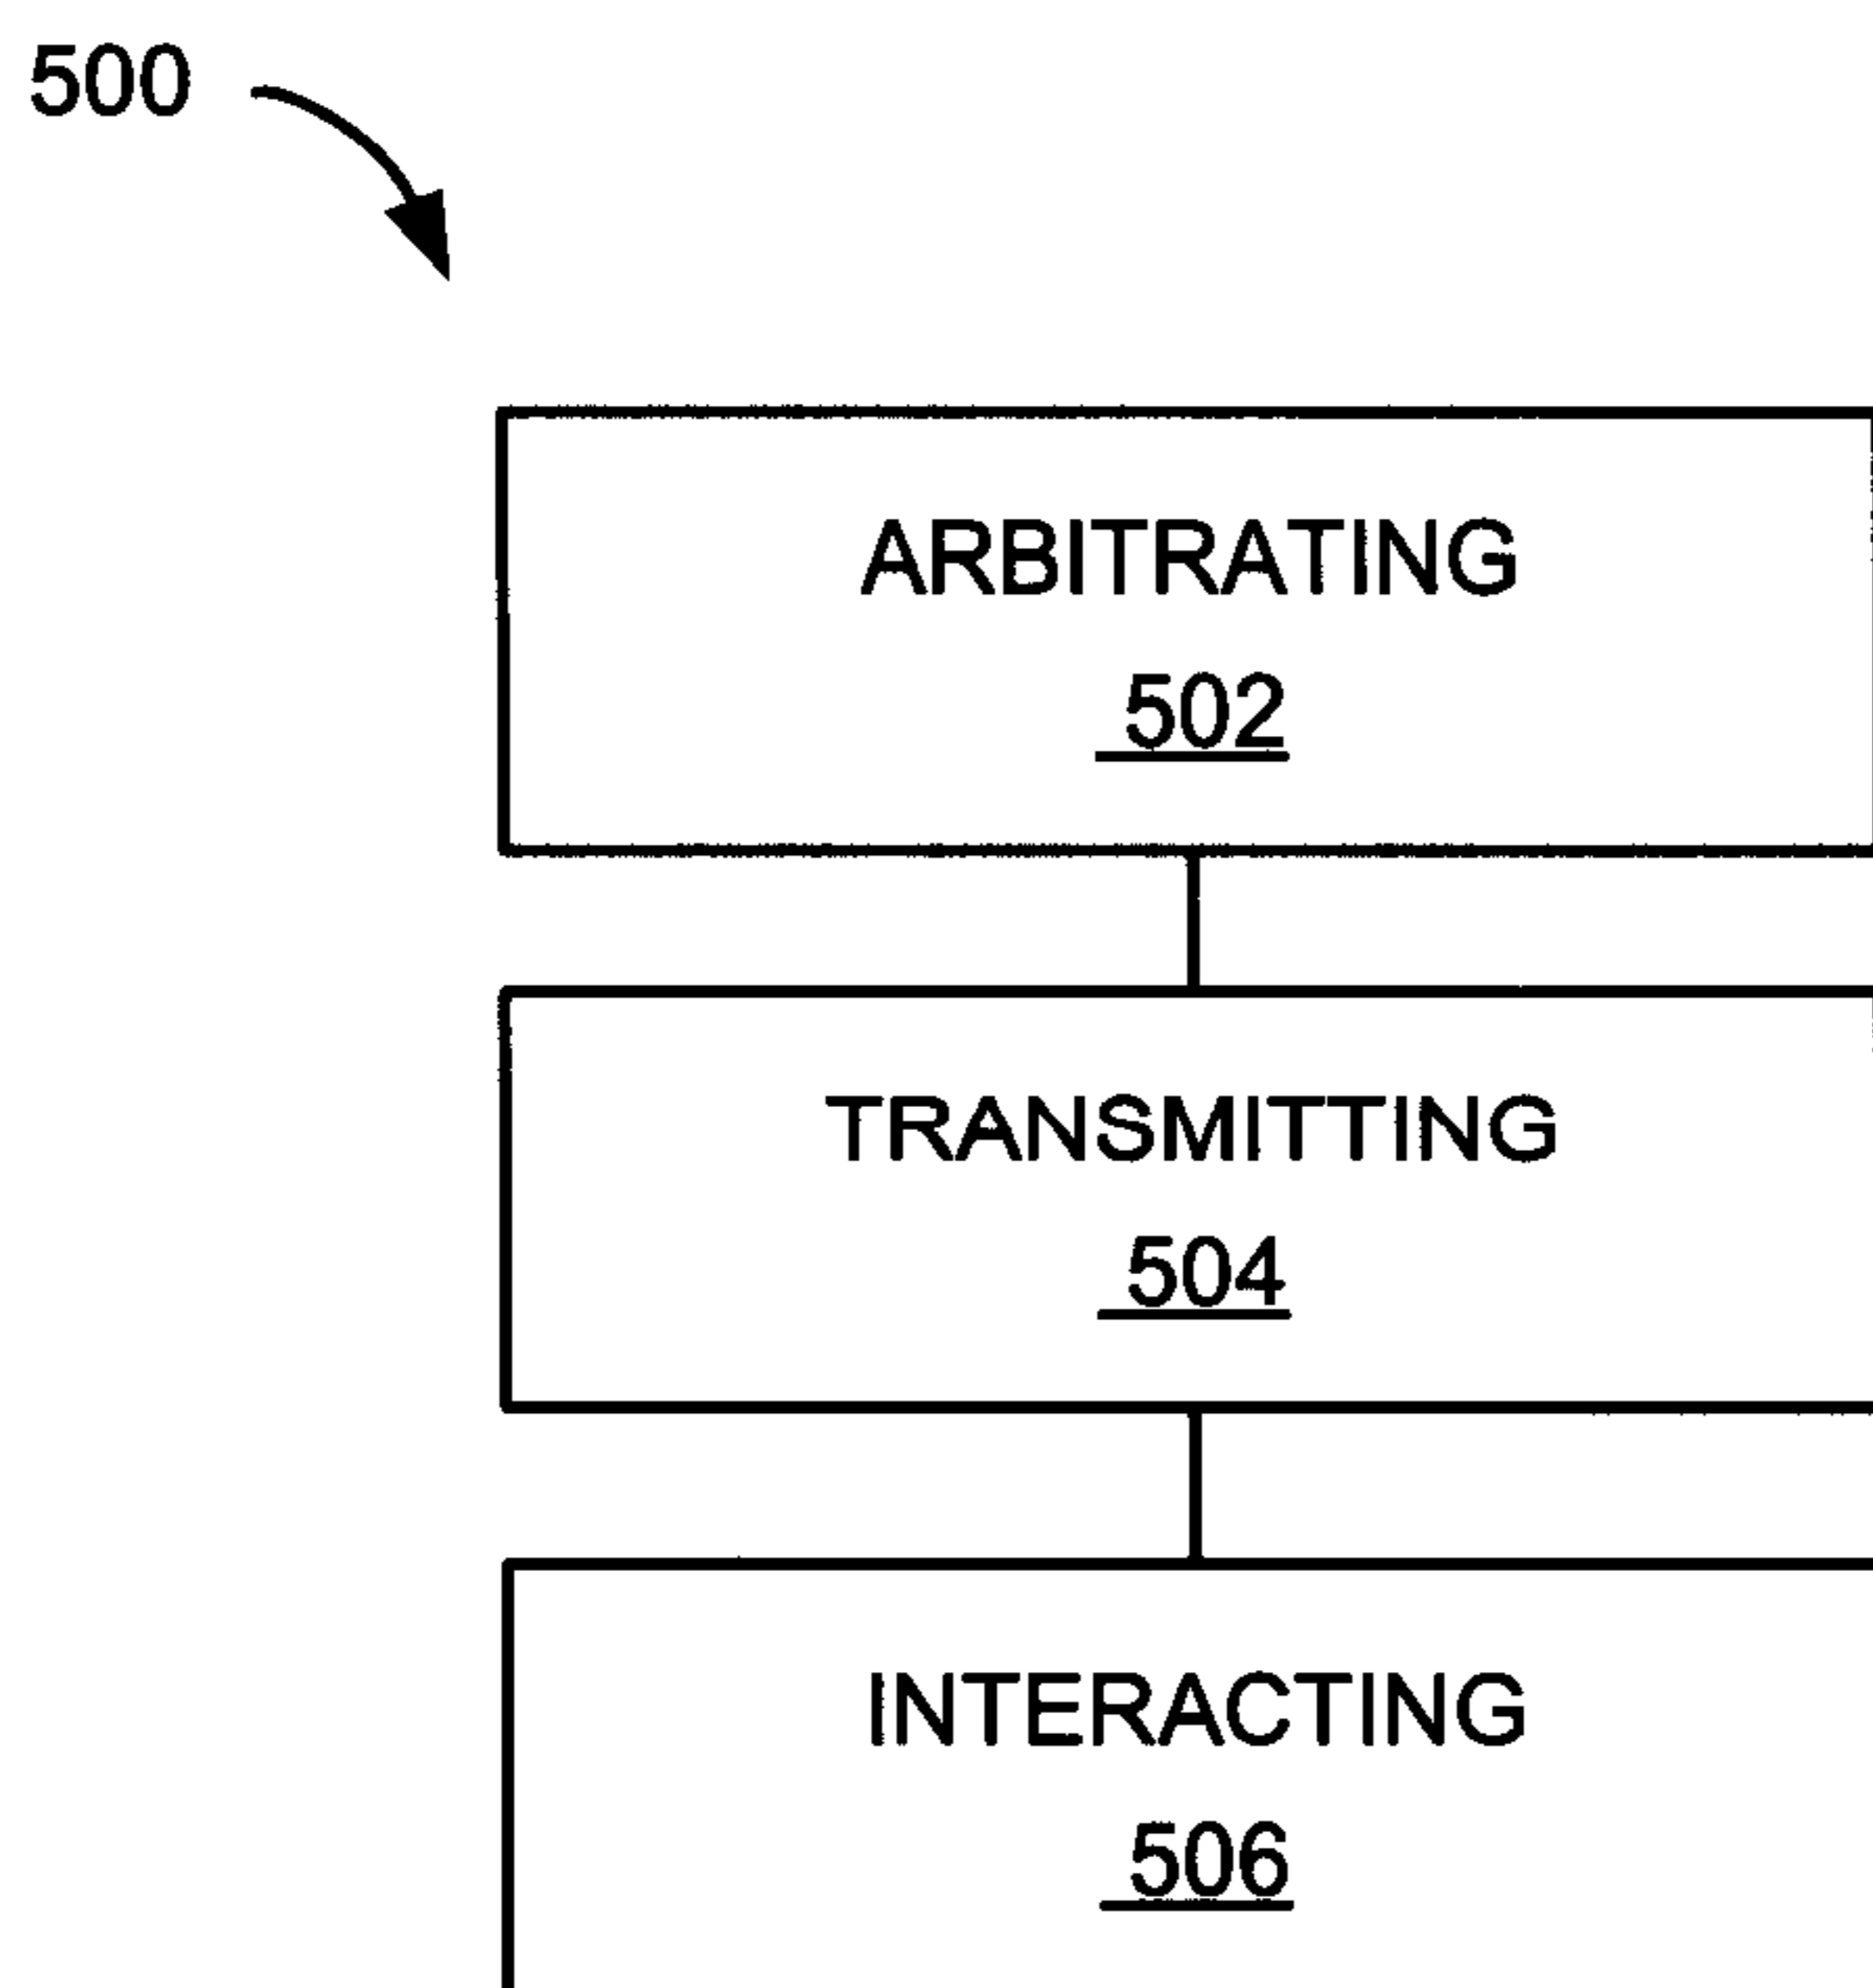 500
ARBITRATING
502
TRANSMITTING
504
INTERACTING
506